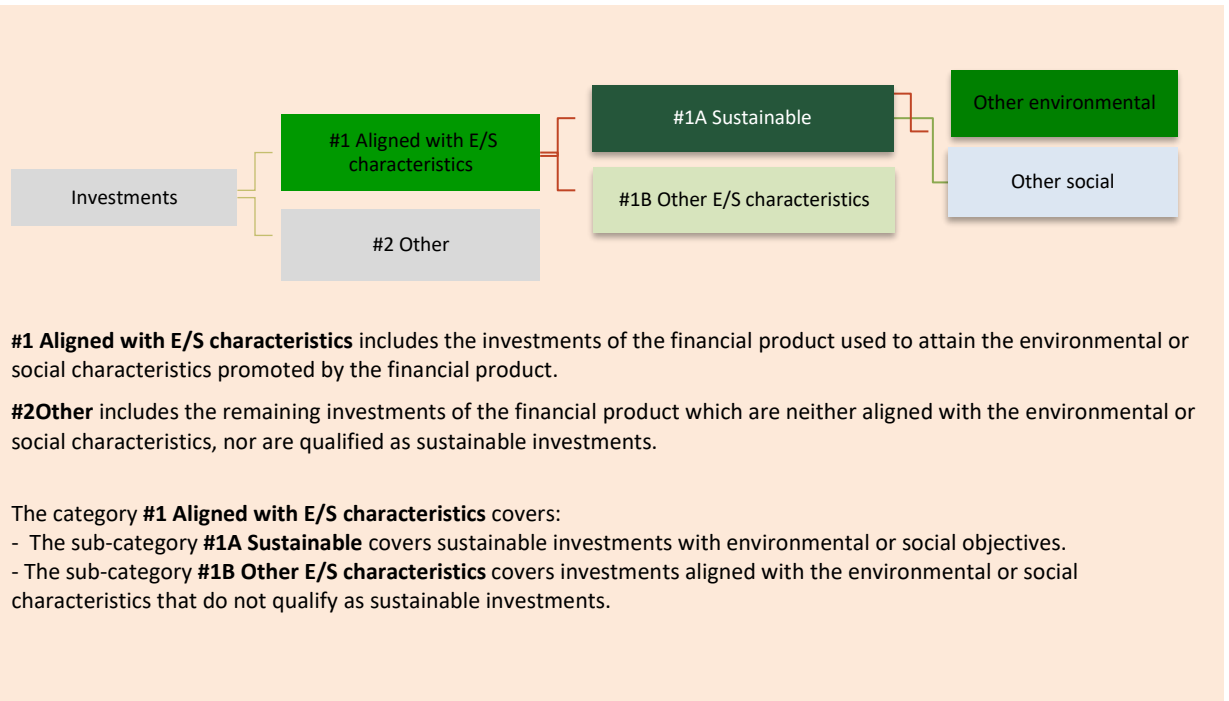 Other environmental
#1A Sustainable
#1 Aligned with E/S
characteristics
Other social
#1B Other E/S characteristics
Investments
#2 Other
#1 Aligned with E/S characteristics includes the investments of the financial product used to attain the environmental or
social characteristics promoted by the financial product.
#2Other includes the remaining investments of the financial product which are neither aligned with the environmental or
social characteristics, nor are qualified as sustainable investments.
The category #1 Aligned with E/S characteristics covers:
- The sub-category #1A Sustainable covers sustainable investments with environmental or social objectives.
- The sub-category #1B Other E/S characteristics covers investments aligned with the environmental or social
characteristics that do not qualify as sustainable investments.